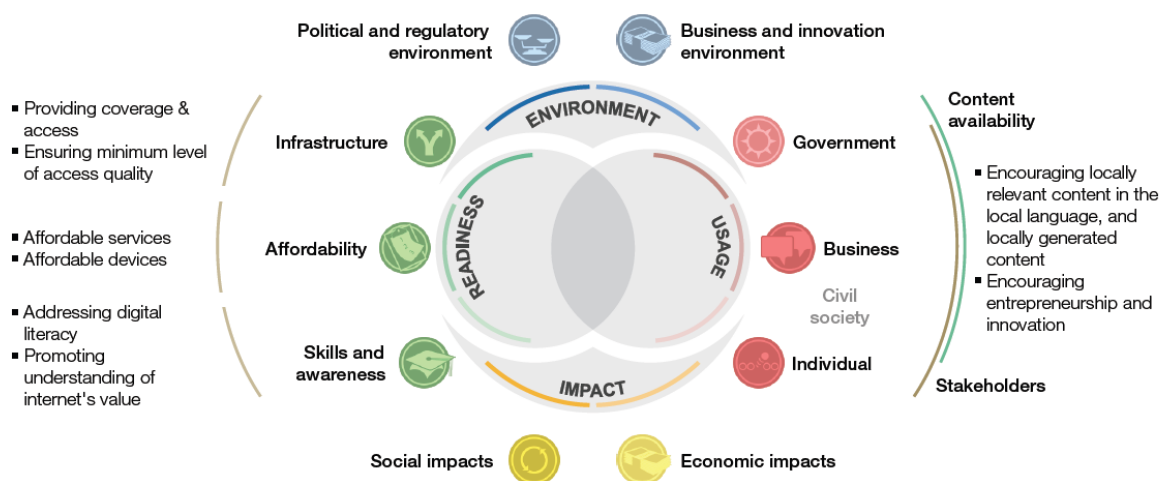 Political and regulatory
environment
Business and innovation
environment
▪ Providing coverage &
access
▪ Ensuring minimum level
of access quality
▪ Affordable services
▪ Affordable devices
▪ Addressing digital
literacy
▪ Promoting
understanding of
internet's value
Infrastructure
Affordability
Skills and
awareness
ENVIRONMENT
READINESS
USAGE
IMPACT
Government
Business
Civil
society
Individual
Content
availability
▪ Encouraging locally
relevant content in the
local language, and
locally generated
content
▪ Encouraging
entrepreneurship and
innovation
Stakeholders
Social impacts
Economic impacts